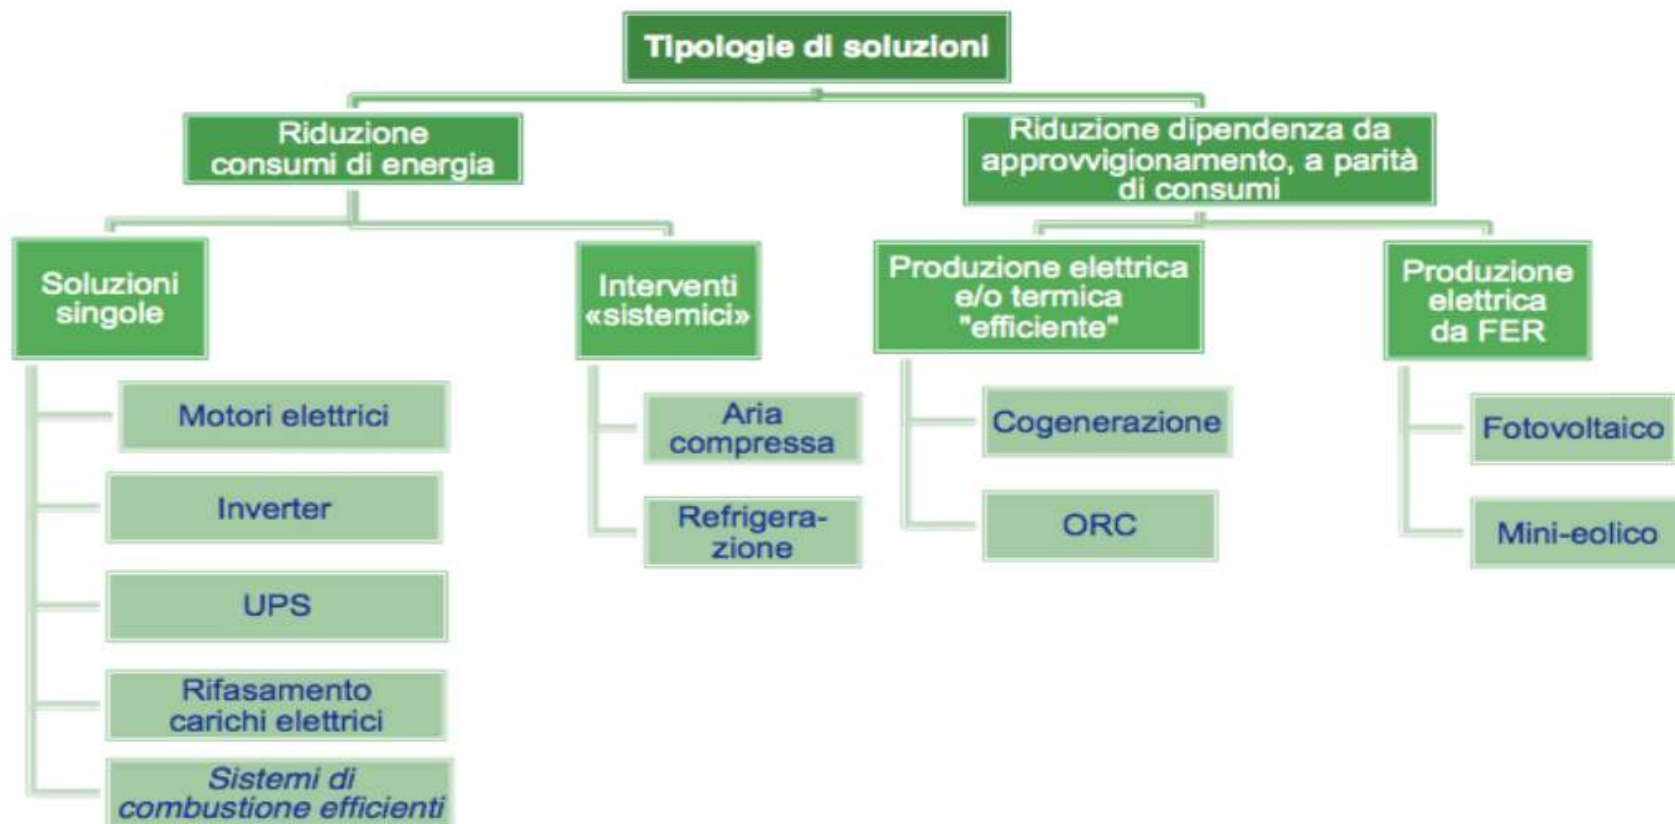 Tipologie di soluzioni
Riduzione
consumi di energia
Riduzione dipendenza da
approvvigionamento, a parità
di consumi
Soluzioni
singole
Interventi
«sistemici»
Produzione elettrica
e/o termica
"efficiente"
Produzione
elettrica
da FER
Motori elettrici
Inverter
UPS
Rifasamento
carichi elettrici
Sistemi di
combustione efficienti
Aria
compressa
Refrigera-
zione
Cogenerazione
ORC
Fotovoltaico
Mini-eolico